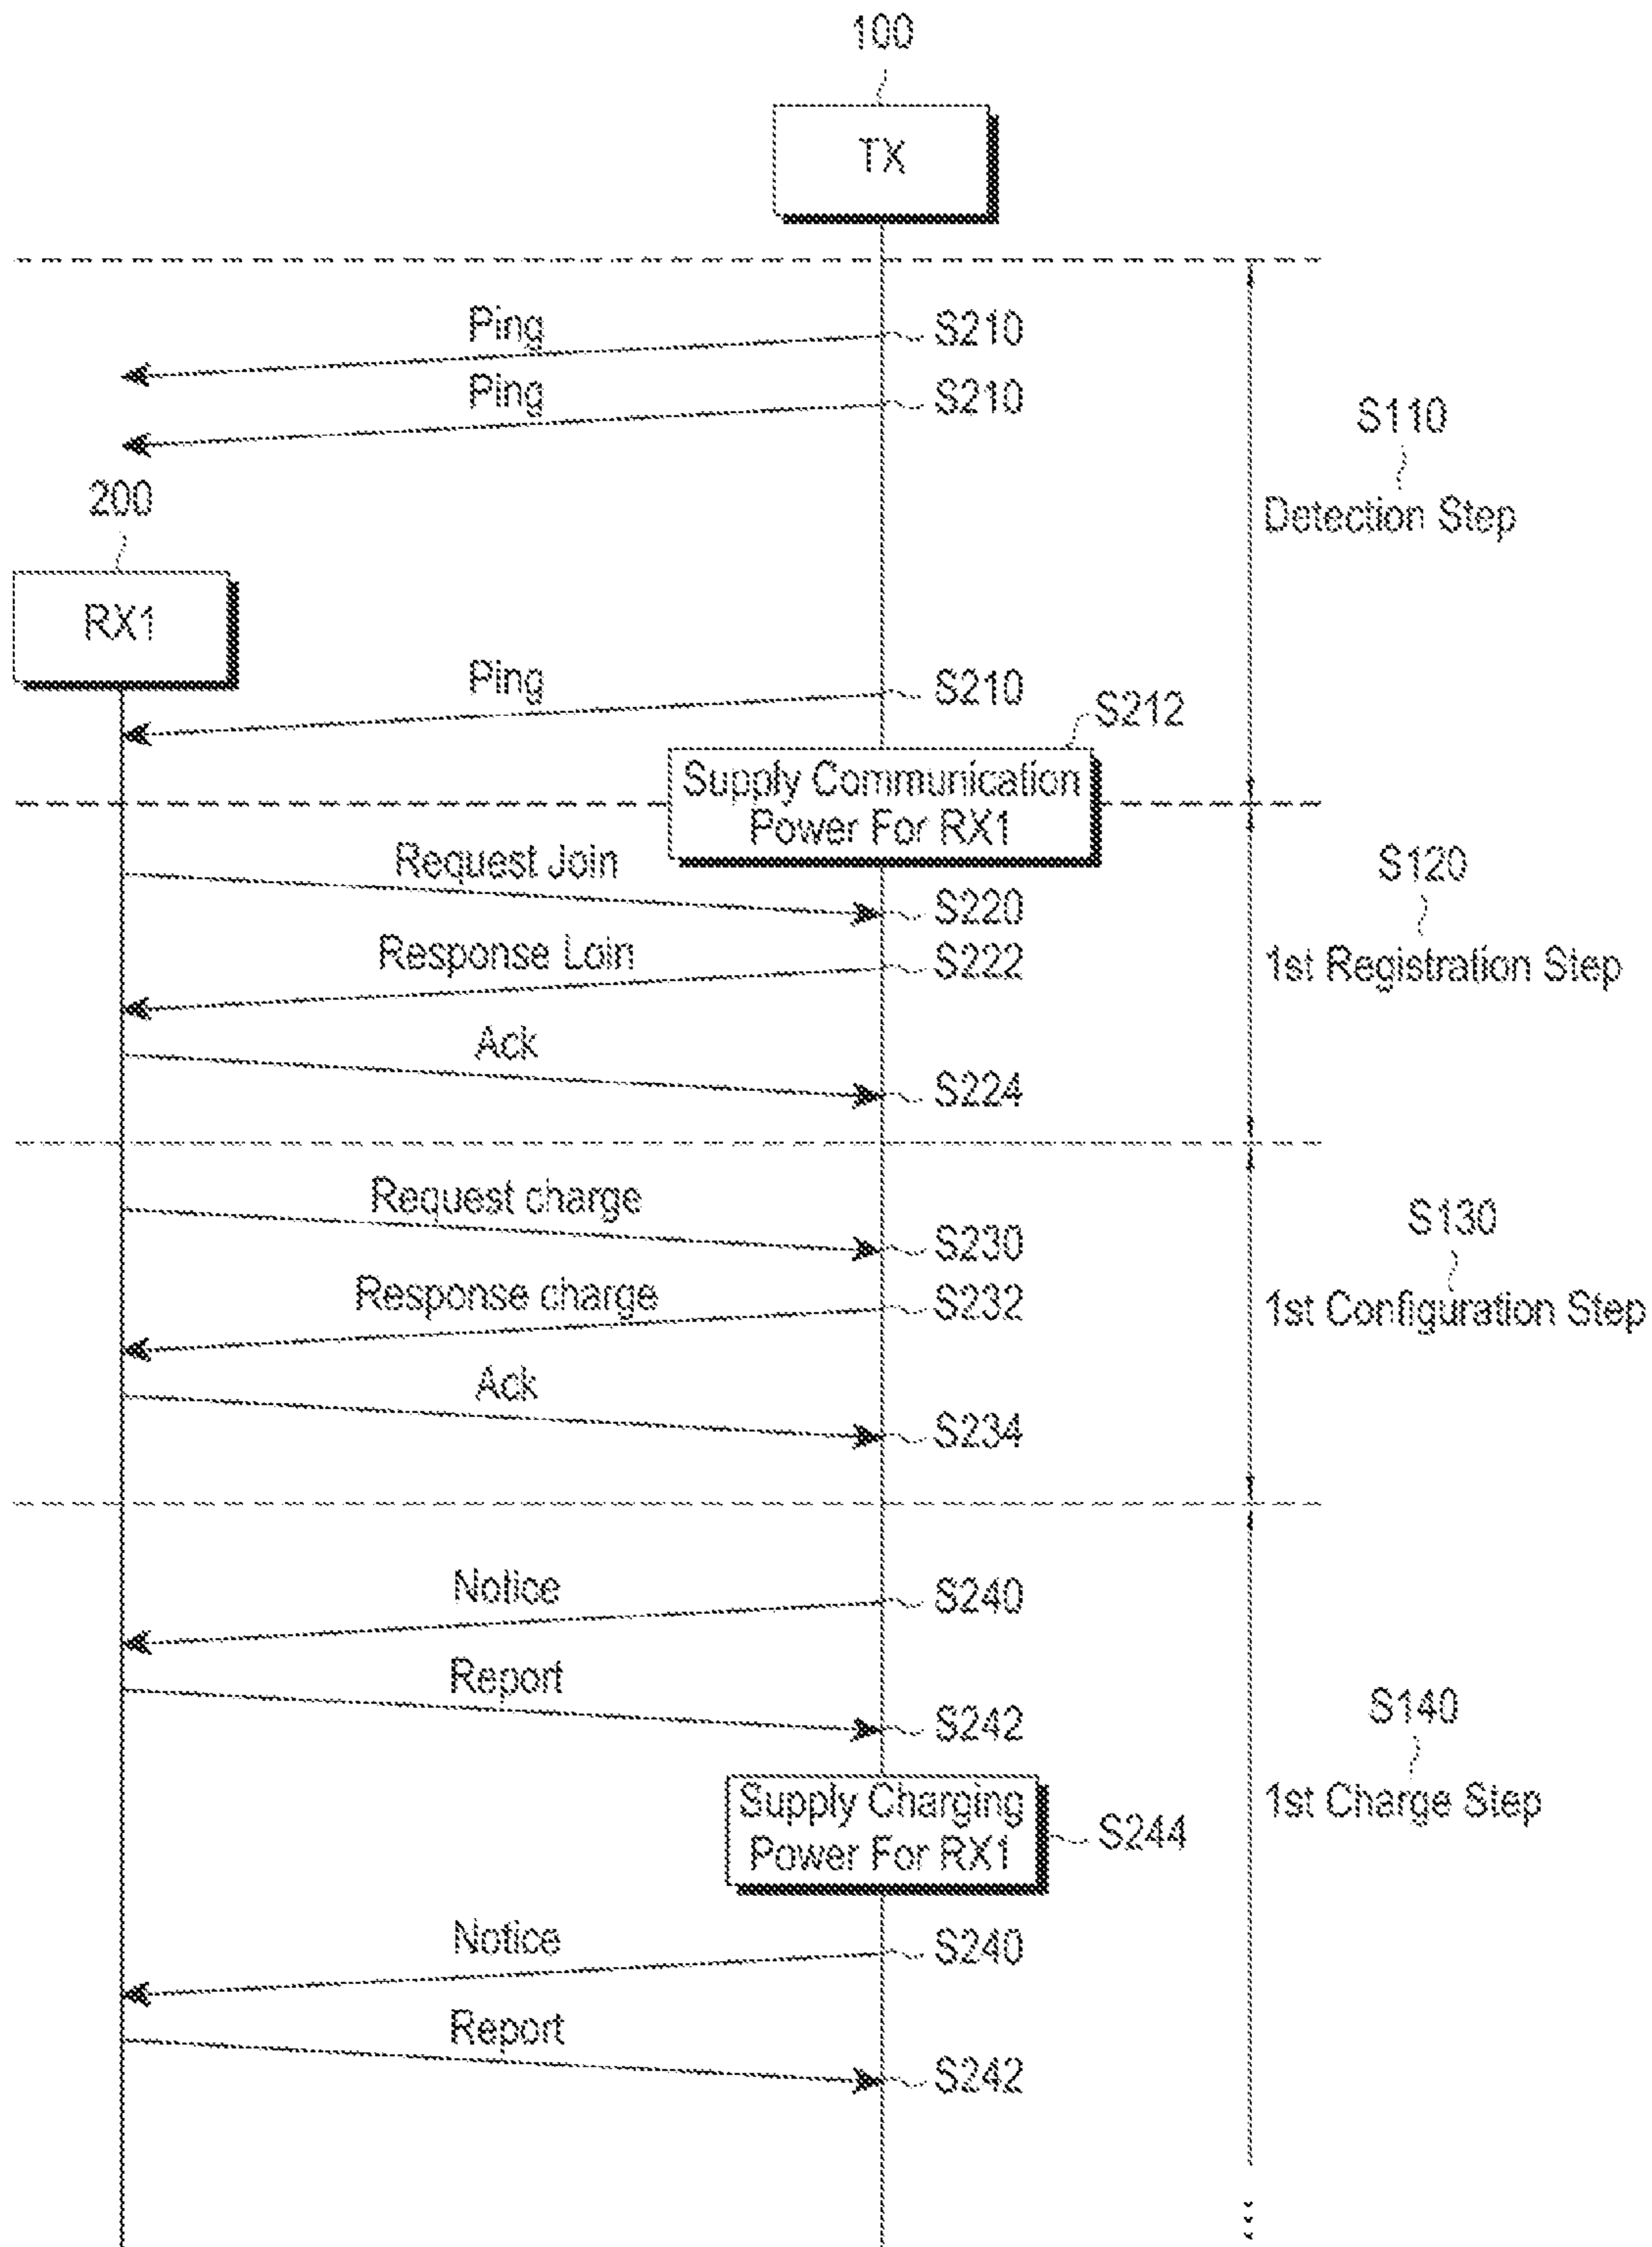 100
TX
Ping
S210
Ping
S210
S110
Detection Step
200
RX1
Ping
S210
S212
Supply Communication
Power For RX1
Request Join
S220
S120
1st Registration Step
Response Loin
S222
Ack
S224
Request charge
S230
S130
1st Configuration Step
Response charge
S232
Ack
S234
Notice
S240
Report
S242
S140
1st Charge Step
Supply Charging
Power For RX1
S244
Notice
S240
Report
S242